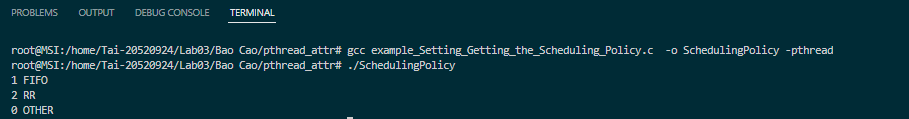 PROBLEMS OUTPUT DEBUG CONSOLE TERMINAL
root@MSI:/home/Tai-20520924/Lab03/Bao Cao/pthread_attr# gcc example_Setting_Getting_the_Scheduling_Policy.c  -o SchedulingPolicy -pthread
root@MSI:/home/Tai-20520924/Lab03/Bao Cao/pthread_attr# ./SchedulingPolicy
1 FIFO
2 RR
0 OTHER